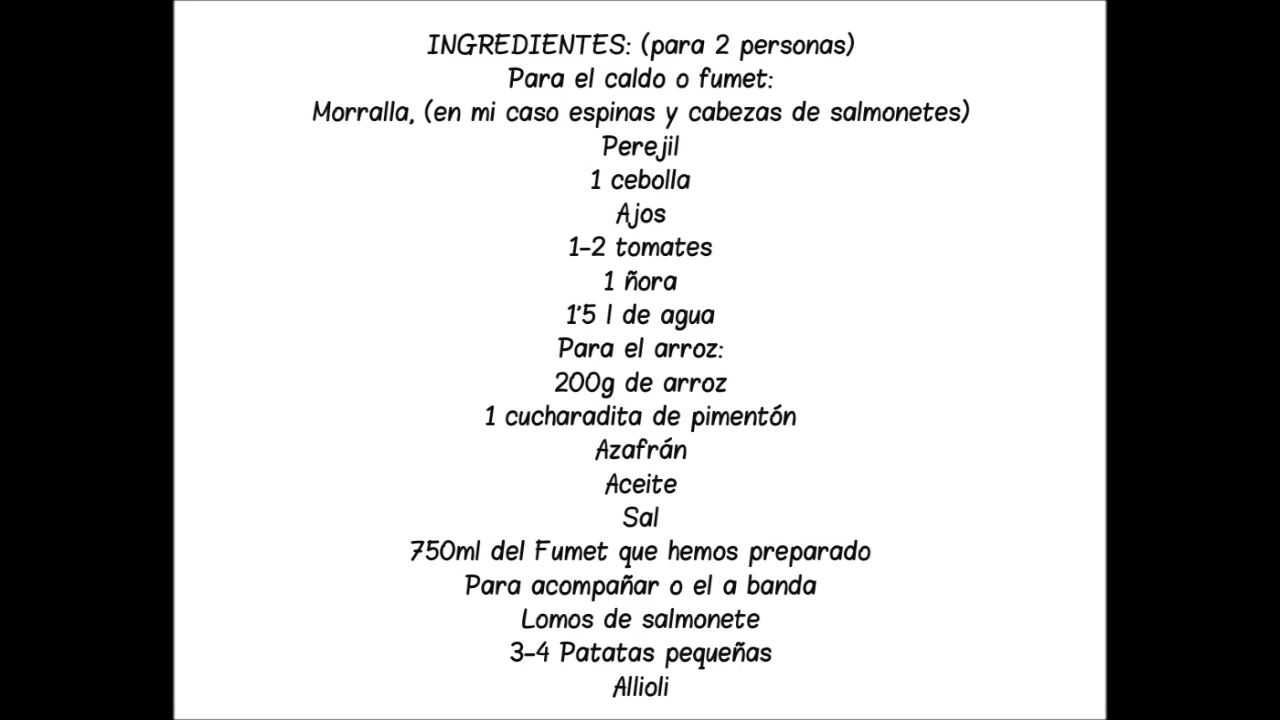 INGREDIENTES: (para 2 personas)
Para el caldo o fumet:
Morralla, (en mi caso espinas y cabezas de salmonetes)
Perejil
1 cebolla
Ajos
1-2 tomates
1 ñora
1'5 l de agua
Para el arroz:
200g de arroz
1 cucharadita de pimentón
Azafrán
Aceite
Sal
750ml del Fumet que hemos preparado
Para acompañar o el a banda
Lomos de salmonete
3-4 Patatas pequeñas
Allioli